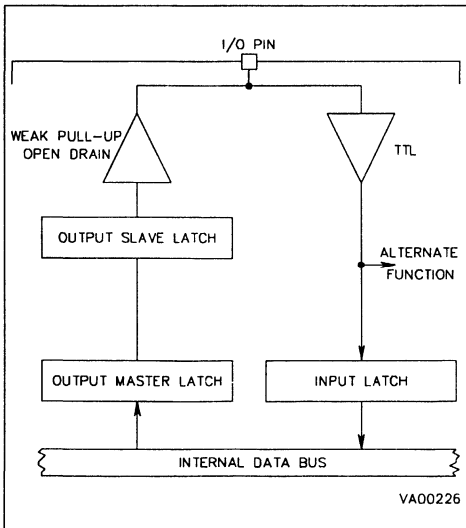 I/O PIN
WEAK PULL-UP
OPEN DRAIN
TTL
OUTPUT SLAVE LATCH
ALTERNATE
FUNCTION
OUTPUT MASTER LATCH
INPUT LATCH
INTERNAL DATA BUS
VA00226